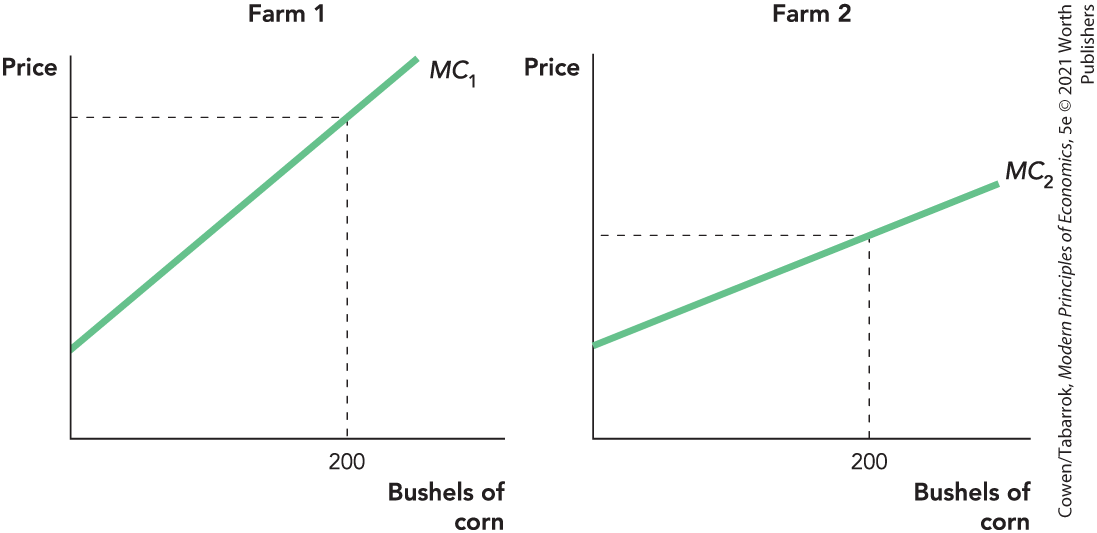 Farm 1
Price
MC1
200
Bushels of
corn
Farm 2
Price
MC2
200
Bushels of
corn
Cowen/Tabarrok, Modern Principles of Economics, 5e © 2021 Worth
Publishers